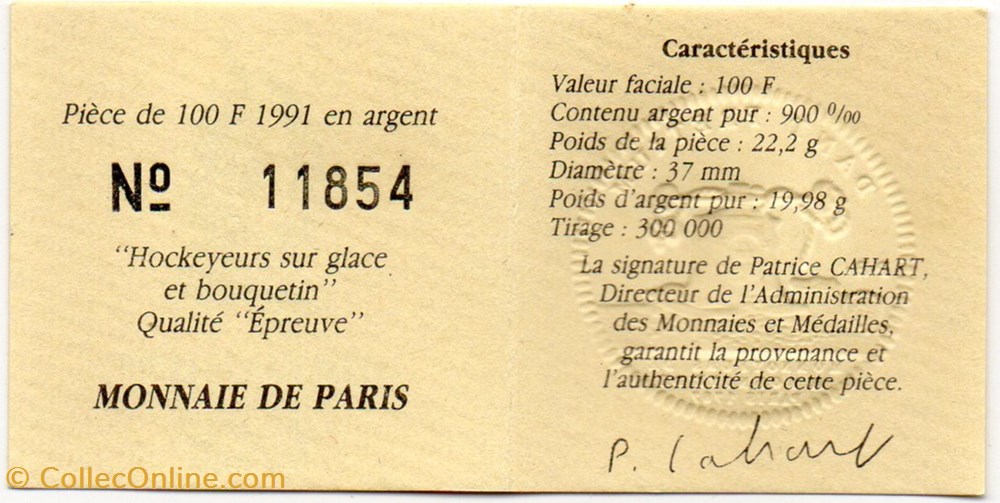 Pièce de 100 F 1991 en argent
Nº 11854
"Hockeyeurs sur glace
et bouquetin"
Qualité "Épreuve"
MONNAIE DE PARIS
Caractéristiques
Valeur faciale : 100 F
Contenu argent pur : 900 ‰
Poids de la pièce : 22,2 g
Diamètre : 37 mm
Poids d'argent pur : 19,98 g
Tirage : 300 000
La signature de Patrice CAHART,
Directeur de l'Administration
des Monnaies et Médailles,
garantit la provenance et
l'authenticité de cette pièce.
P. Cahart
© CollecOnline.com